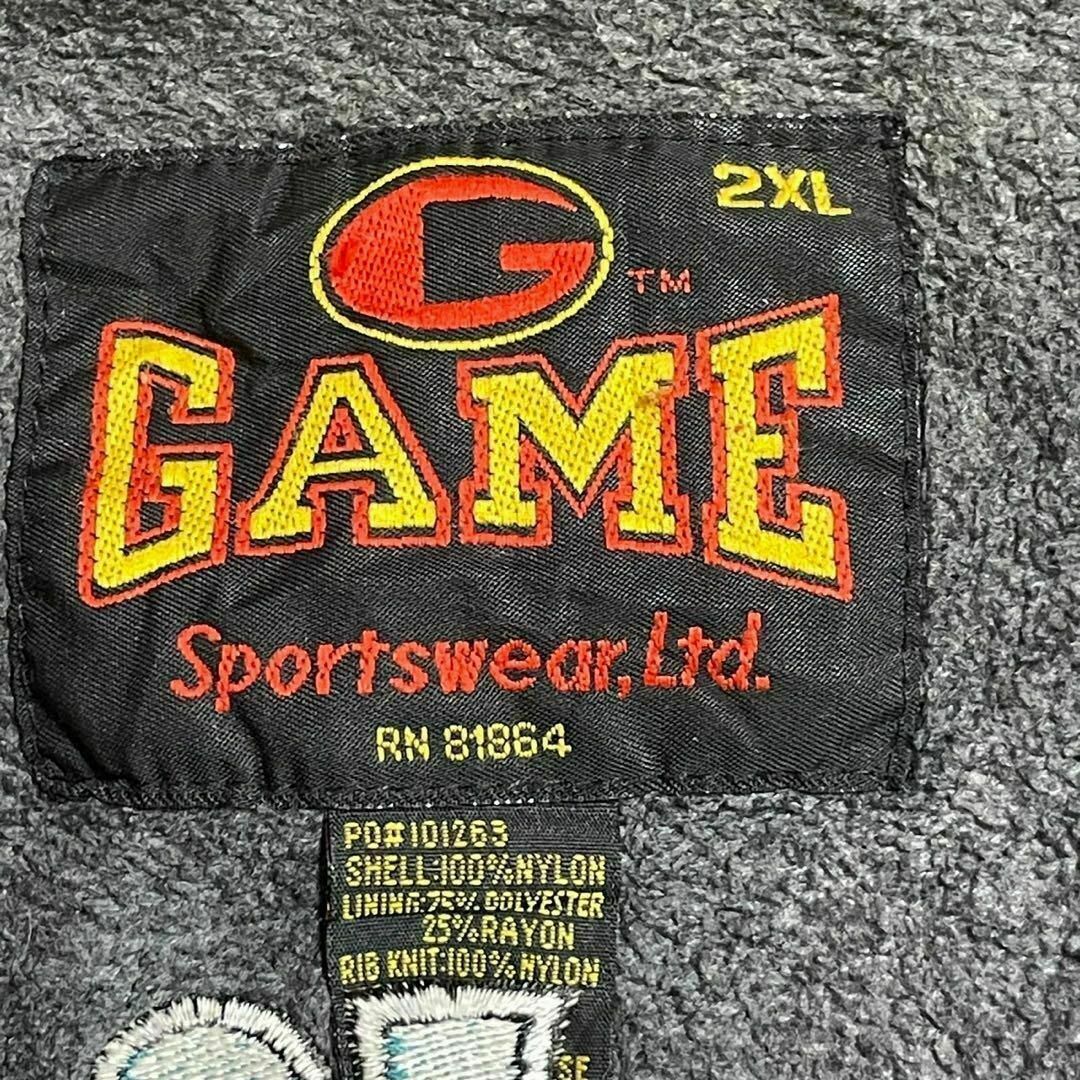 G
2XL
TM
GAME
Sportswear, Ltd.
RN 81864
PO#101263
SHELL:100%NYLON
LINING:75% POLYESTER
25%RAYON
RIB KNIT:100%NYLON
SE